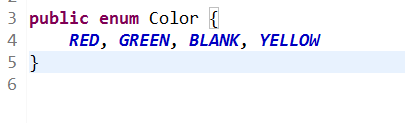 3 public enum Color {
4 RED, GREEN, BLANK, YELLOW
5 }
6